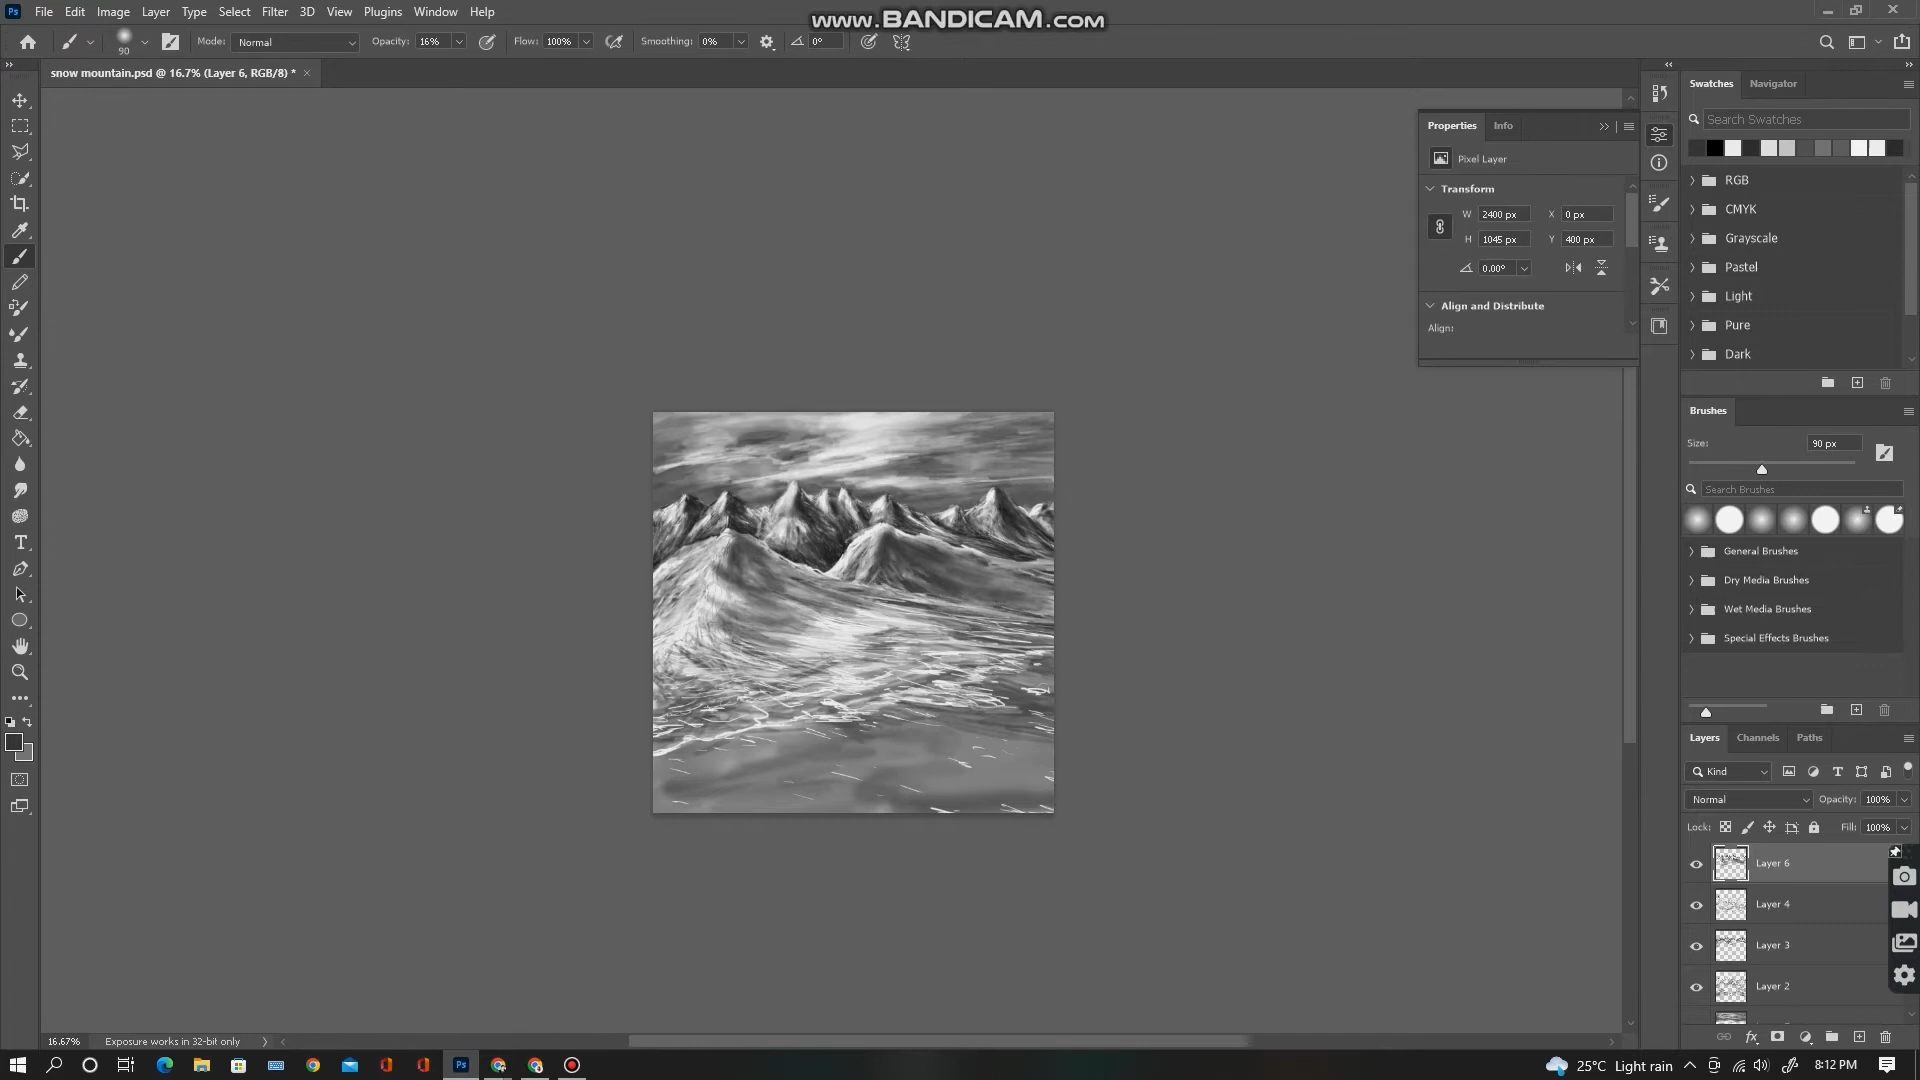 Ps File Edit Image Layer Type Select Filter 3D View Plugins Window Help
www.BANDICAM.com
90 Mode: Normal Opacity: 16% Flow: 100% Smoothing: 0% 0°
snow mountain.psd @ 16.7% (Layer 6, RGB/8) * ×
Properties Info
Pixel Layer
Transform
W 2400 px X 0 px
H 1045 px Y 400 px
0.00°
Align and Distribute
Align:
Swatches Navigator
Search Swatches
RGB
CMYK
Grayscale
Pastel
Light
Pure
Dark
Brushes
Size: 90 px
Search Brushes
General Brushes
Dry Media Brushes
Wet Media Brushes
Special Effects Brushes
Layers Channels Paths
Kind
Normal Opacity: 100%
Lock: Fill: 100%
Layer 6
Layer 4
Layer 3
Layer 2
16.67% Exposure works in 32-bit only
Ps
25°C Light rain 8:12 PM